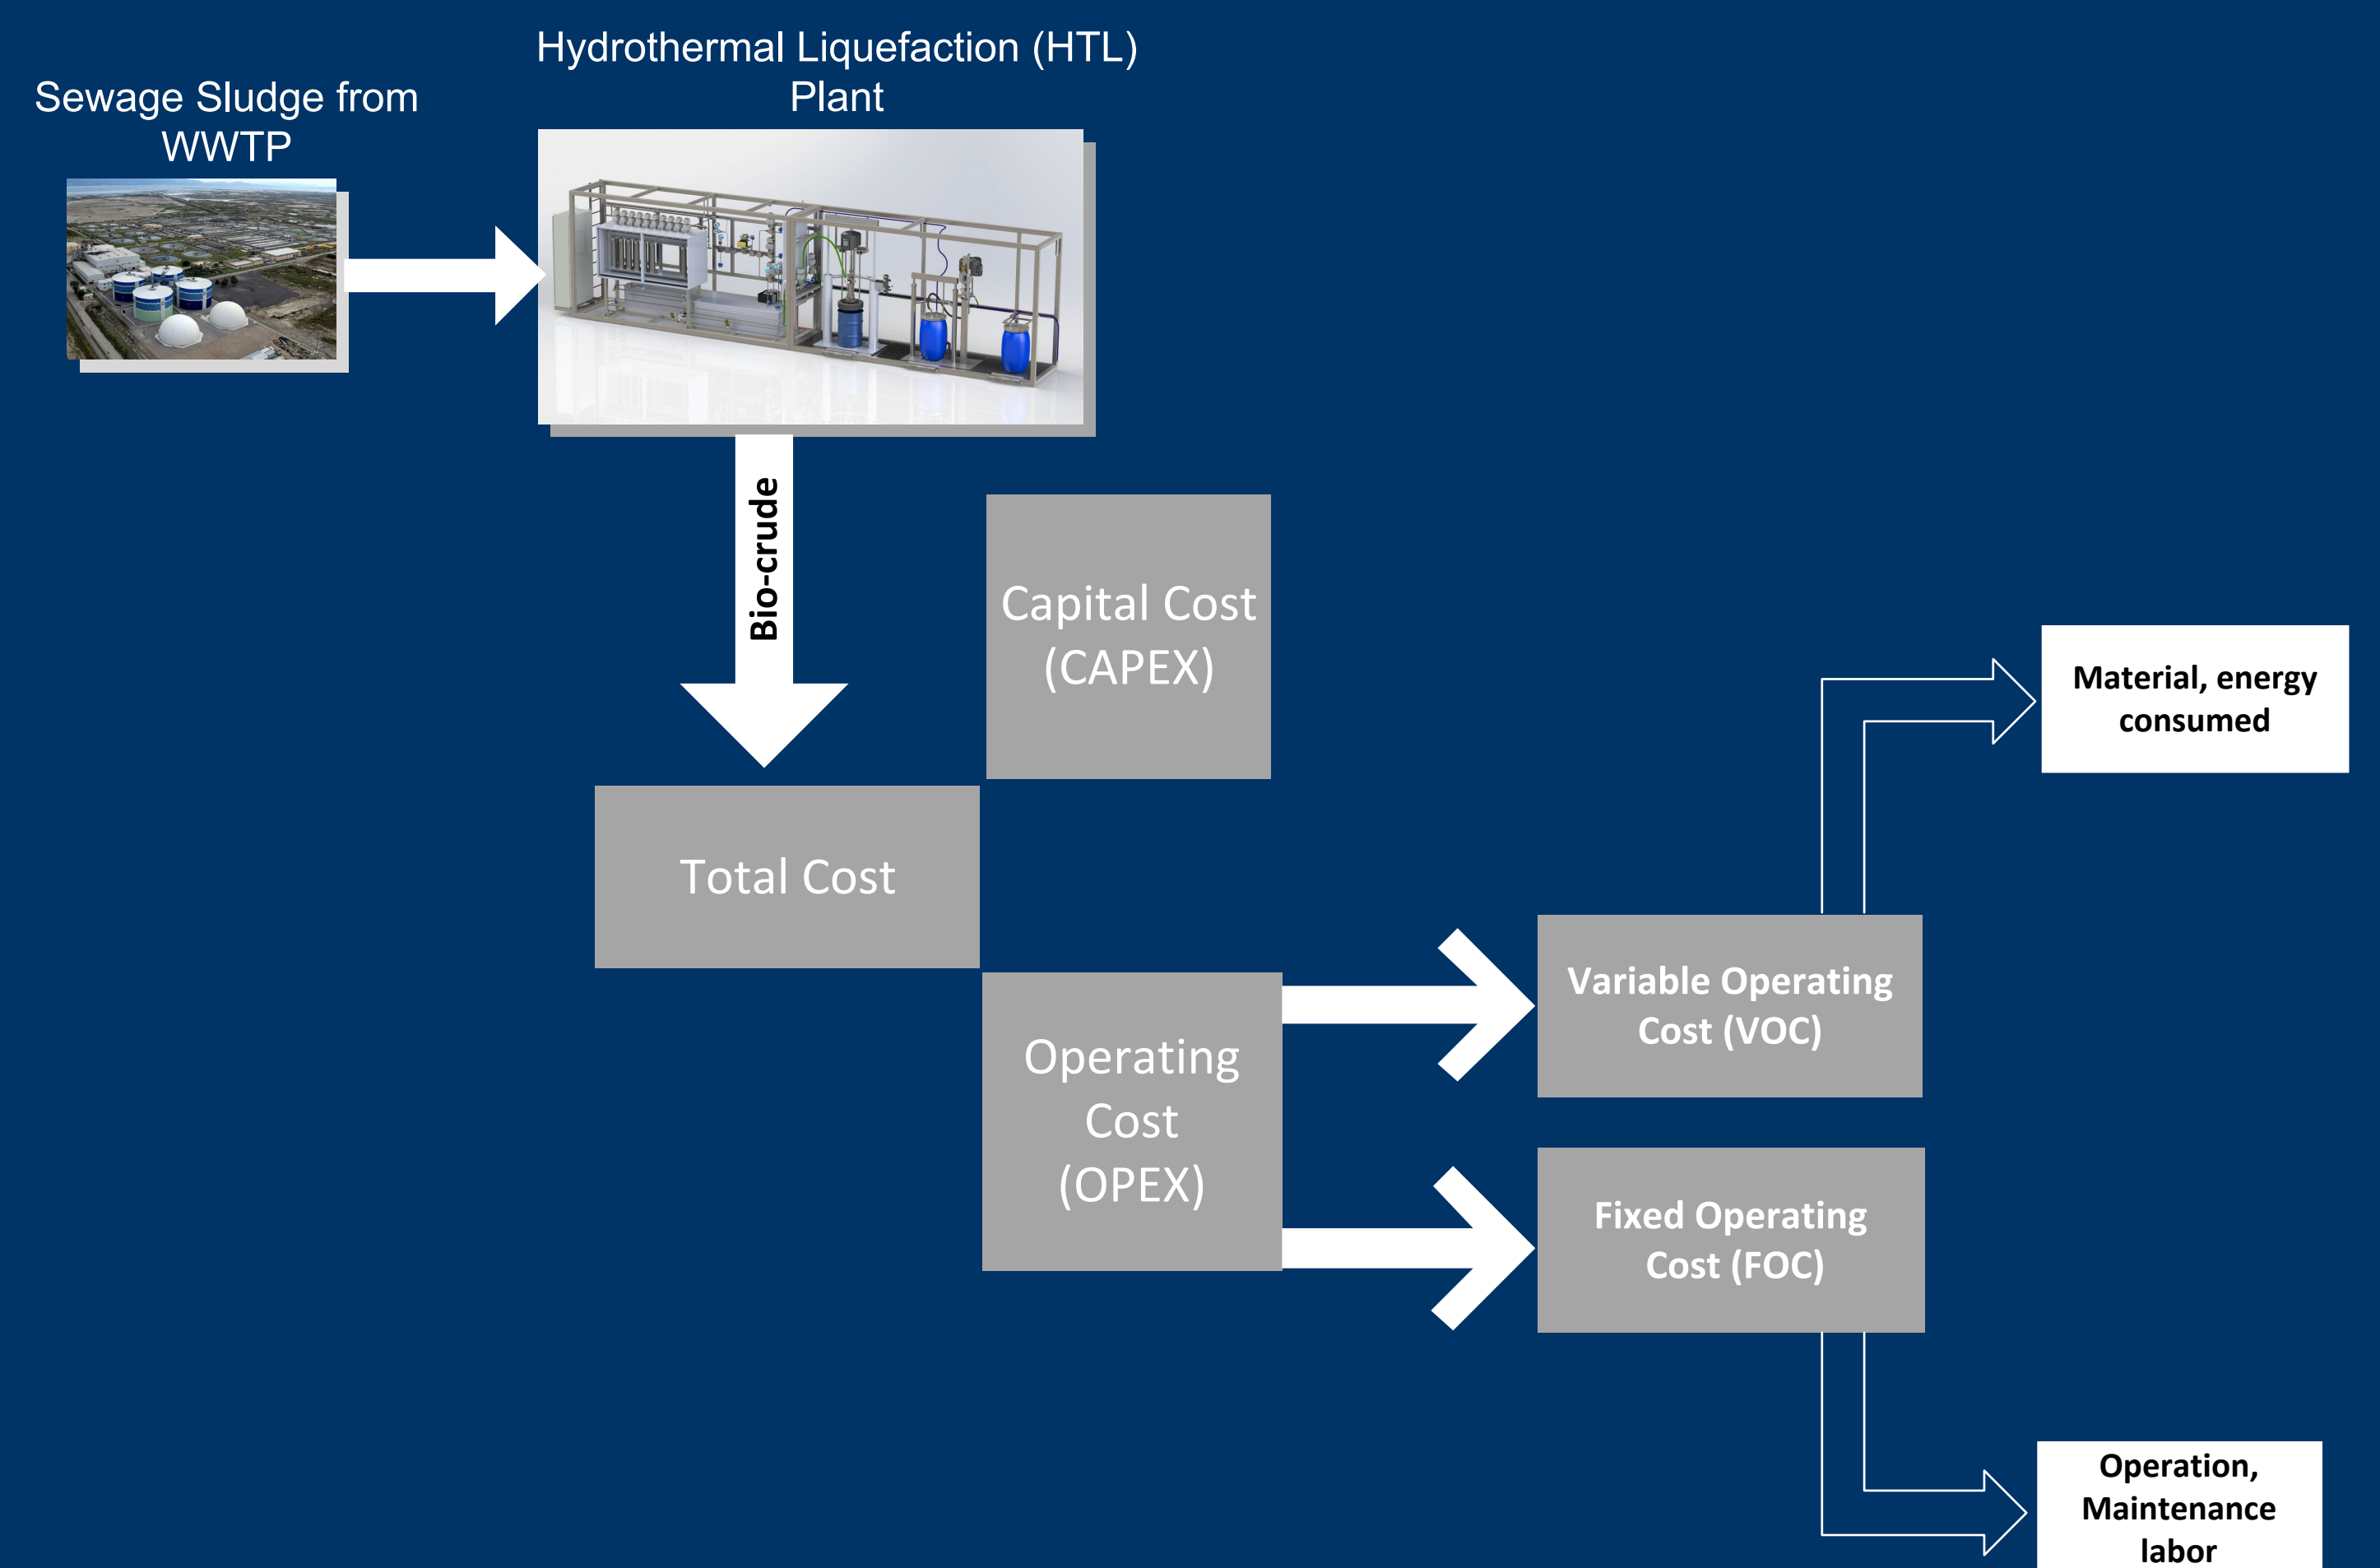 Hydrothermal Liquefaction (HTL)
Plant
Sewage Sludge from
WWTP
Bio-crude
Capital Cost
(CAPEX)
Material, energy
consumed
Total Cost
Variable Operating
Cost (VOC)
Operating
Cost
(OPEX)
Fixed Operating
Cost (FOC)
Operation,
Maintenance
labor